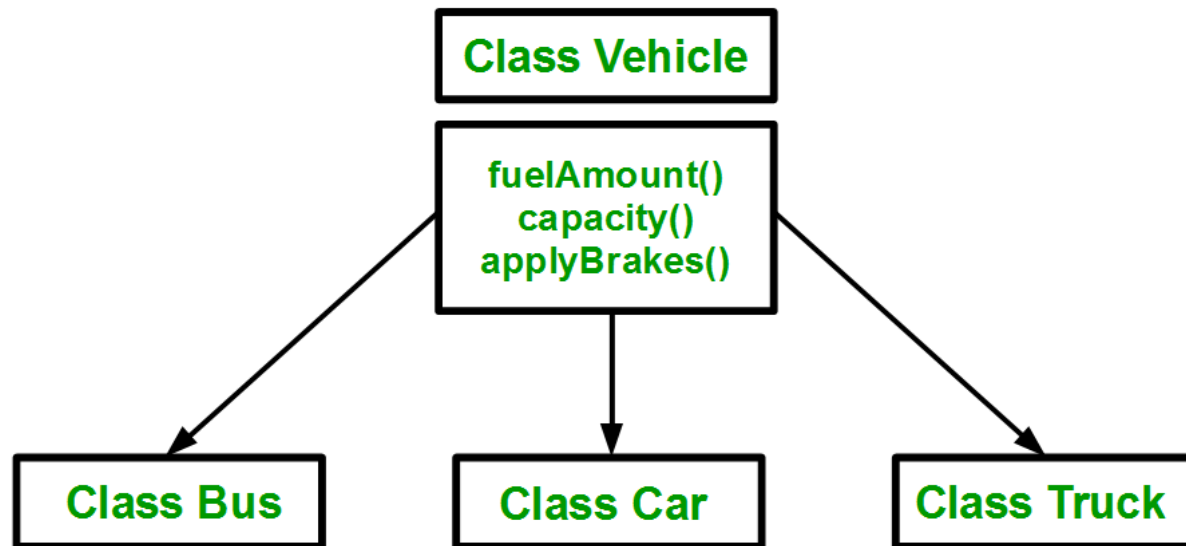 Class Vehicle
fuelAmount()
capacity()
applyBrakes()
Class Bus
Class Car
Class Truck